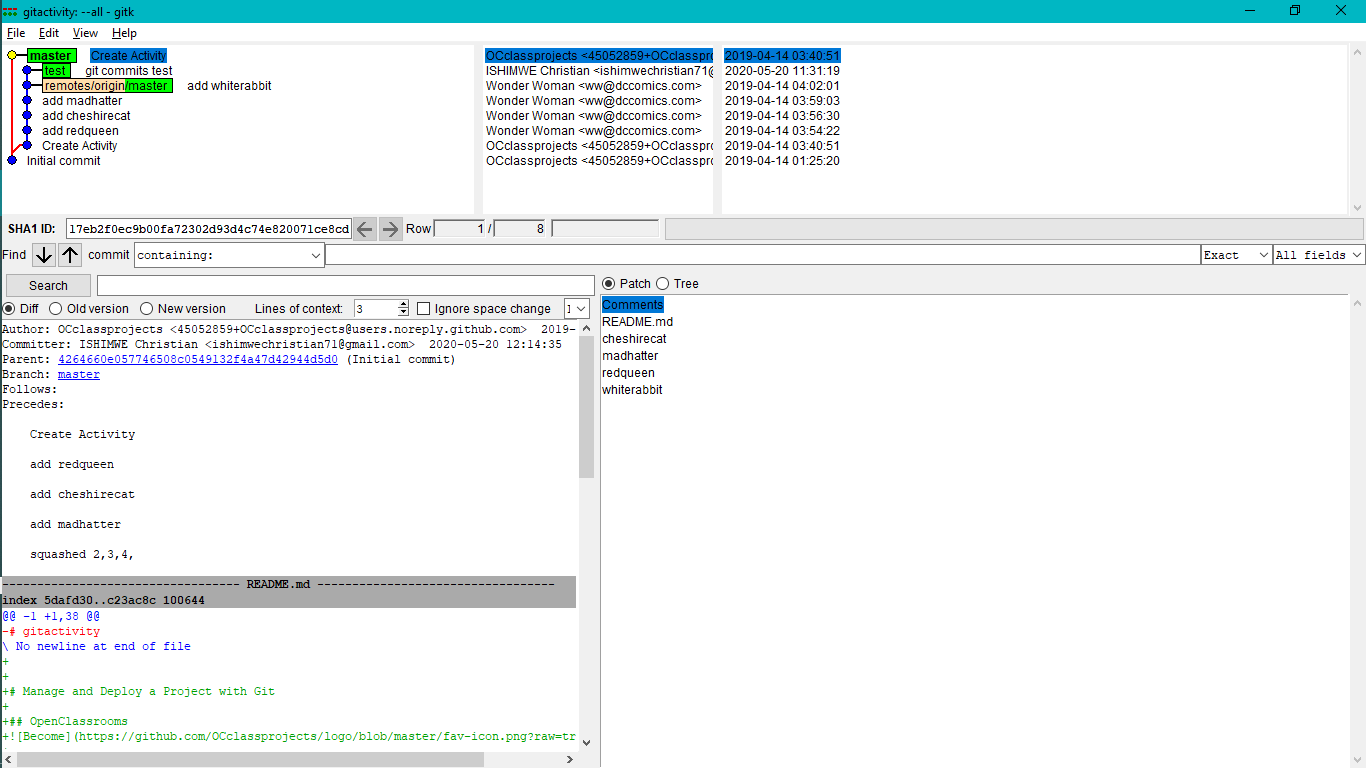 gitactivity: --all - gitk
File Edit View Help
master Create Activity OCclassprojects <45052859+OCclasspro 2019-04-14 03:40:51
test git commits test ISHIMWE Christian <ishimwechristian71@ 2020-05-20 11:31:19
remotes/origin/master add whiterabbit Wonder Woman <ww@dccomics.com> 2019-04-14 04:02:01
add madhatter Wonder Woman <ww@dccomics.com> 2019-04-14 03:59:03
add cheshirecat Wonder Woman <ww@dccomics.com> 2019-04-14 03:56:30
add redqueen Wonder Woman <ww@dccomics.com> 2019-04-14 03:54:22
Create Activity OCclassprojects <45052859+OCclasspro 2019-04-14 03:40:51
Initial commit OCclassprojects <45052859+OCclasspro 2019-04-14 01:25:20
SHA1 ID: 17eb2f0ec9b00fa72302d93d4c74e820071ce8cd Row 1 / 8
Find commit containing: Exact All fields
Search
Patch Tree
Diff Old version New version Lines of context: 3 Ignore space change
Author: OCclassprojects <45052859+OCclassprojects@users.noreply.github.com> 2019-
Committer: ISHIMWE Christian <ishimwechristian71@gmail.com> 2020-05-20 12:14:35
Parent: 4264660e057746508c0549132f4a47d42944d5d0 (Initial commit)
Branch: master
Follows:
Precedes:
Create Activity
add redqueen
add cheshirecat
add madhatter
squashed 2,3,4,
---------------------------------- README.md ----------------------------------
index 5dafd30..c23ac8c 100644
@@ -1 +1,38 @@
-# gitactivity
\ No newline at end of file
+
+
+# Manage and Deploy a Project with Git
+
+## OpenClassrooms
+![Become](https://github.com/OCclassprojects/logo/blob/master/fav-icon.png?raw=tr
Comments
README.md
cheshirecat
madhatter
redqueen
whiterabbit